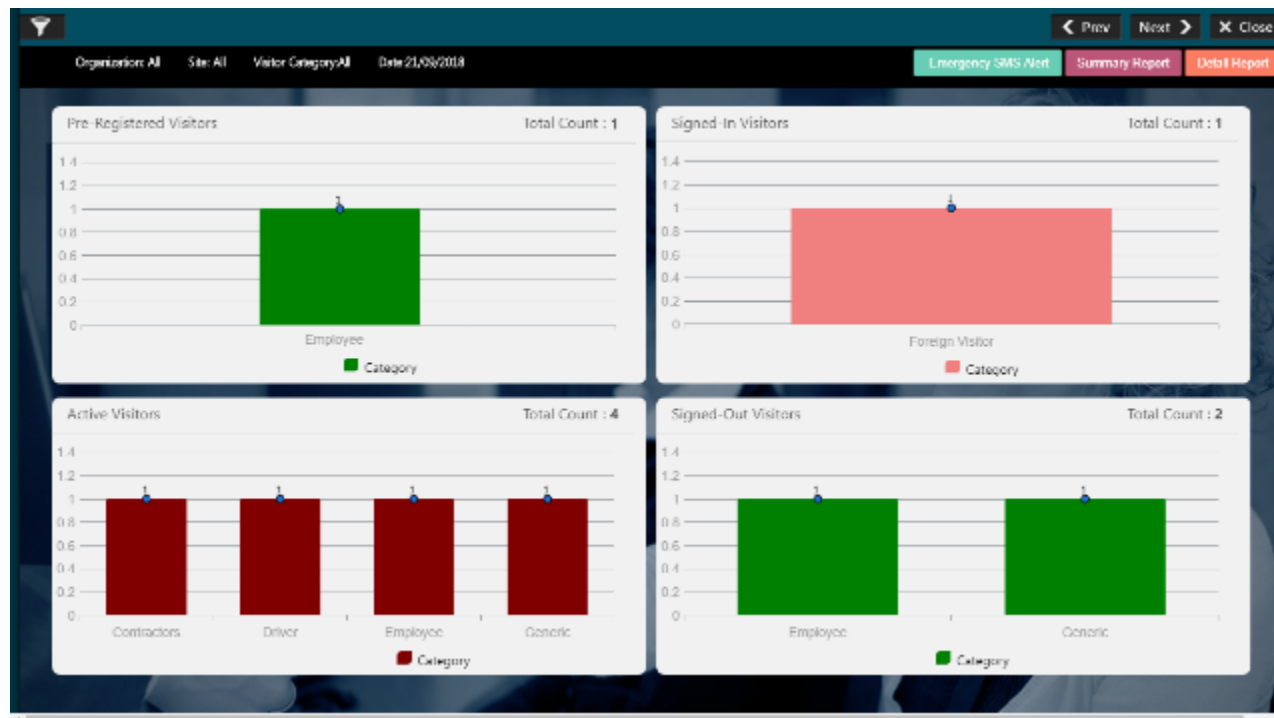 Prev Next Close
Organization: All Site: All Visitor Category:All Date:21/09/2018 Emergency SMS Alert Summary Report Detail Report
Pre-Registered Visitors Total Count : 1
1.4
1.2
1
0.8
0.6
0.4
0.2
0
1
Employee
Category
Signed-In Visitors Total Count : 1
1.4
1.2
1
0.8
0.6
0.4
0.2
0
1
Foreign Visitor
Category
Active Visitors Total Count : 4
1.4
1.2
1
0.8
0.6
0.4
0.2
0
1 1 1 1
Contractors Driver Employee Generic
Category
Signed-Out Visitors Total Count : 2
1.4
1.2
1
0.8
0.6
0.4
0.2
0
1 1
Employee Generic
Category